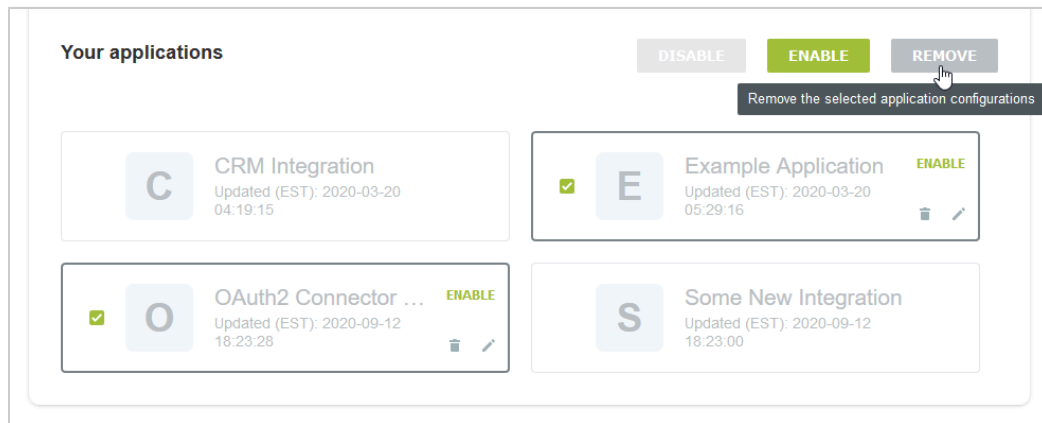 Your applications
DISABLE ENABLE REMOVE
Remove the selected application configurations
C
CRM Integration
Updated (EST): 2020-03-20
04:19:15
E
Example Application
ENABLE
Updated (EST): 2020-03-20
05:29:16
O
OAuth2 Connector ...
ENABLE
Updated (EST): 2020-09-12
18:23:28
S
Some New Integration
Updated (EST): 2020-09-12
18:23:00